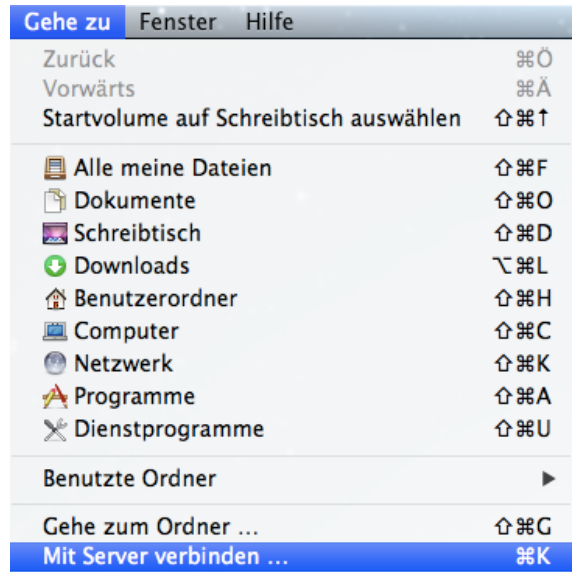 Gehe zu Fenster Hilfe
Zurück ⌘Ö
Vorwärts ⌘Ä
Startvolume auf Schreibtisch auswählen ⇧⌘↑
Alle meine Dateien ⇧⌘F
Dokumente ⇧⌘O
Schreibtisch ⇧⌘D
Downloads ⌥⌘L
Benutzerordner ⇧⌘H
Computer ⇧⌘C
Netzwerk ⇧⌘K
Programme ⇧⌘A
Dienstprogramme ⇧⌘U
Benutzte Ordner ▶
Gehe zum Ordner ... ⇧⌘G
Mit Server verbinden ... ⌘K